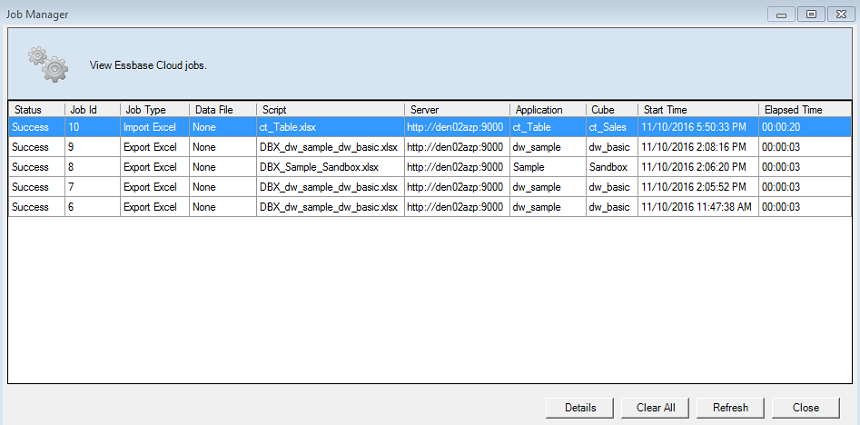 Job Manager
View Essbase Cloud jobs.
Status Job Id Job Type Data File Script Server Application Cube Start Time Elapsed Time
Success 10 Import Excel None ct_Table.xlsx http://den02azp:9000 ct_Table ct_Sales 11/10/2016 5:50:33 PM 00:00:20
Success 9 Export Excel None DBX_dw_sample_dw_basic.xlsx http://den02azp:9000 dw_sample dw_basic 11/10/2016 2:08:16 PM 00:00:03
Success 8 Export Excel None DBX_Sample_Sandbox.xlsx http://den02azp:9000 Sample Sandbox 11/10/2016 2:06:20 PM 00:00:03
Success 7 Export Excel None DBX_dw_sample_dw_basic.xlsx http://den02azp:9000 dw_sample dw_basic 11/10/2016 2:05:52 PM 00:00:03
Success 6 Export Excel None DBX_dw_sample_dw_basic.xlsx http://den02azp:9000 dw_sample dw_basic 11/10/2016 11:47:38 AM 00:00:03
Details Clear All Refresh Close